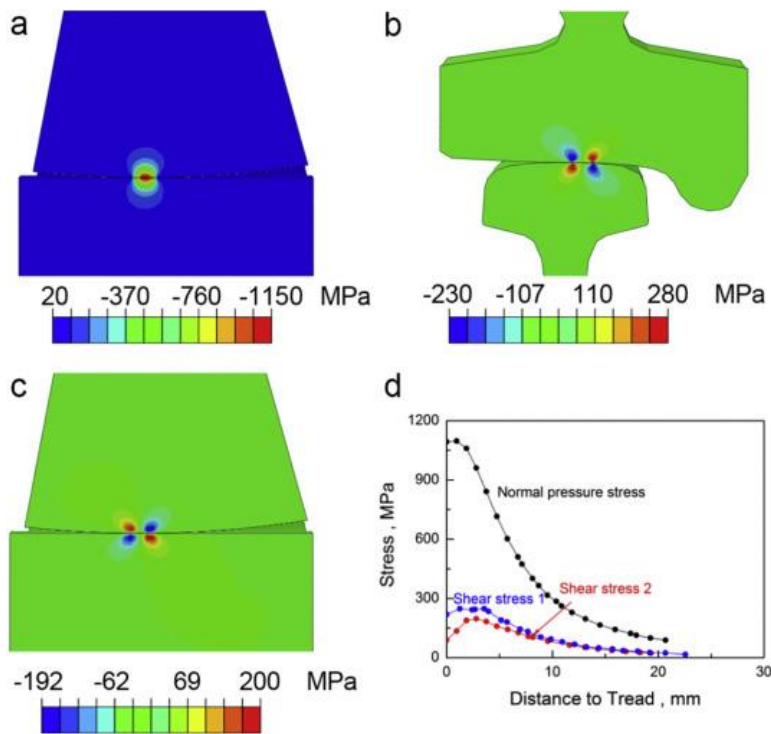 a
b
20 -370 -760 -1150 MPa
-230 -107 110 280 MPa
c
d
-192 -62 69 200 MPa
1200
900
600
300
0
Stress , MPa
Normal pressure stress
Shear stress 2
Shear stress 1
0 10 20 30
Distance to Tread , mm